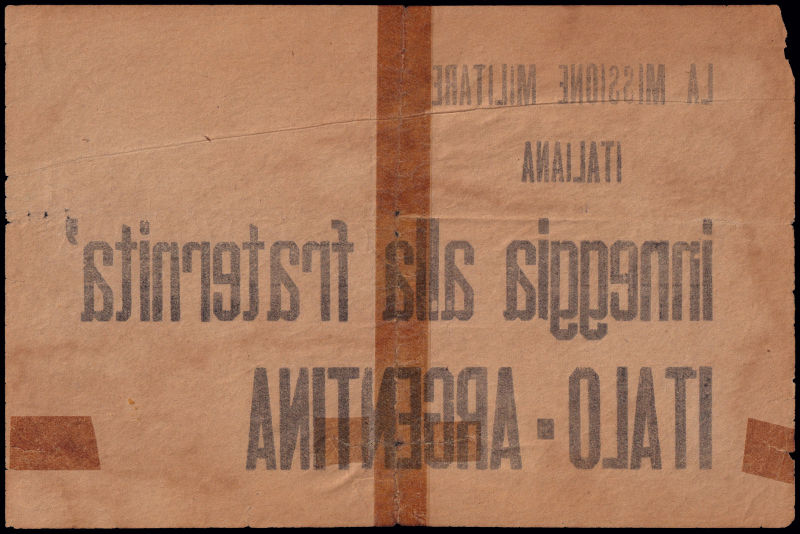 LA MISSIONE MILITARE
ITALIANA
inneggia alla fraternita'
ITALO · ARGENTINA